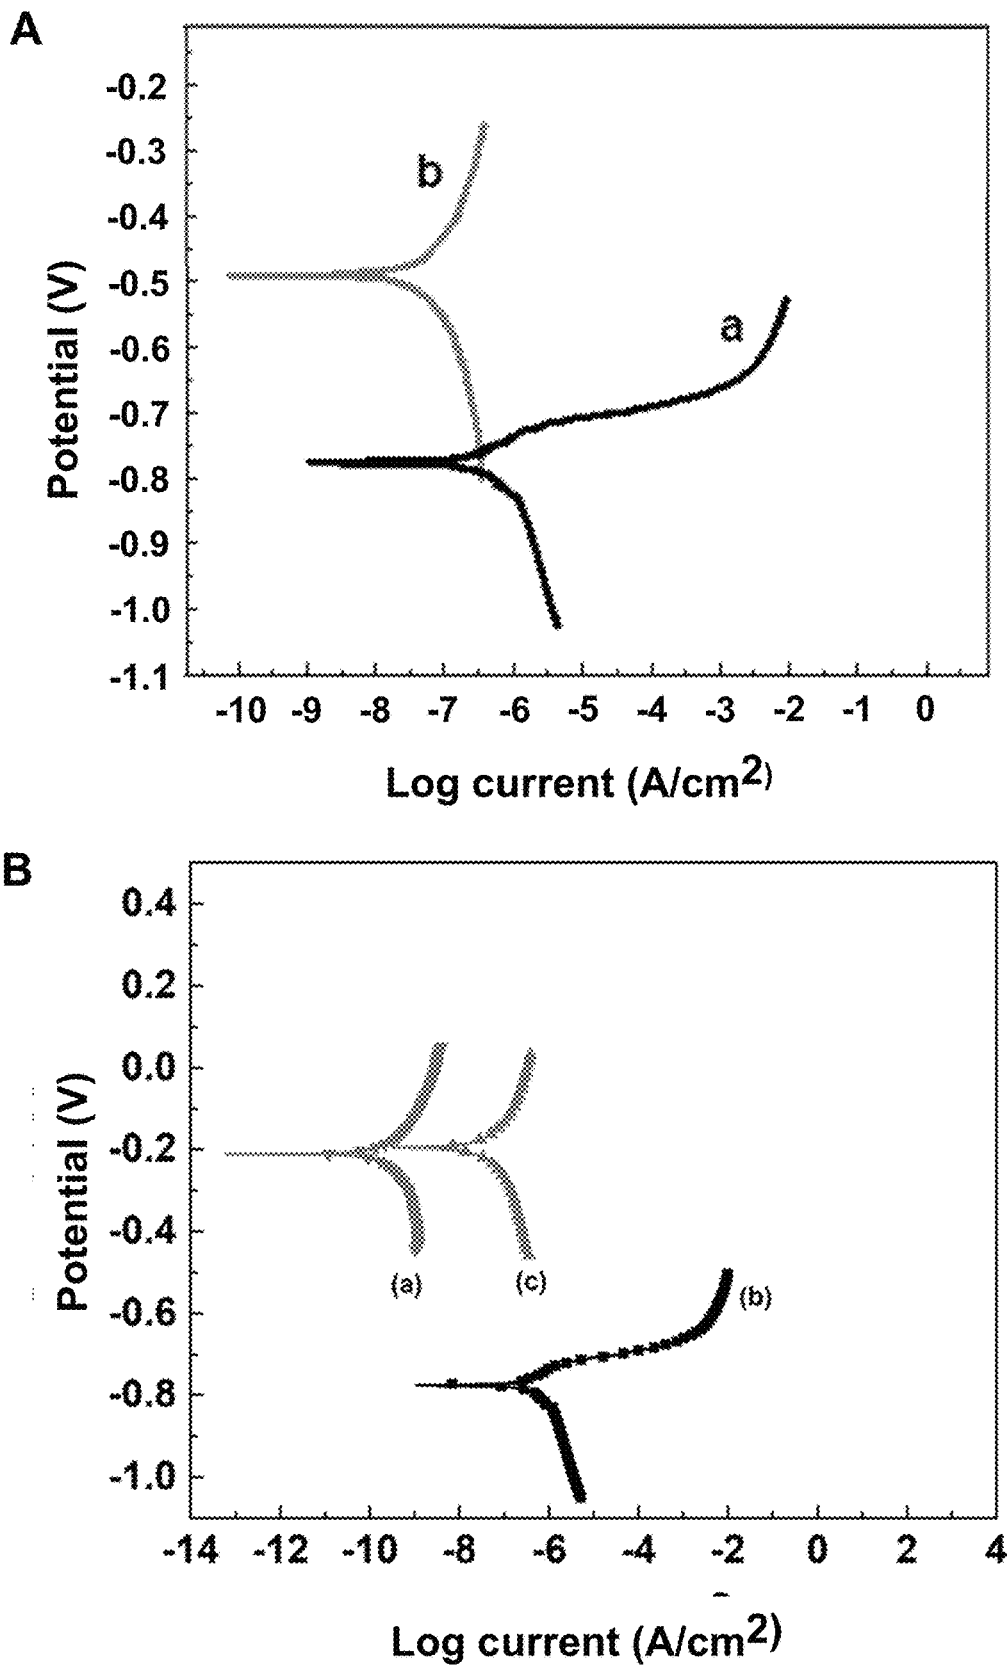 A
-0.2
-0.3
-0.4
-0.5
-0.6
-0.7
-0.8
-0.9
-1.0
-1.1
b
a
Potential (V)
-10 -9 -8 -7 -6 -5 -4 -3 -2 -1 0
Log current (A/cm2)
B
0.4
0.2
0.0
-0.2
-0.4
-0.6
-0.8
-1.0
(a) (c)
(b)
Potential (V)
-14 -12 -10 -8 -6 -4 -2 0 2 4
Log current (A/cm2)